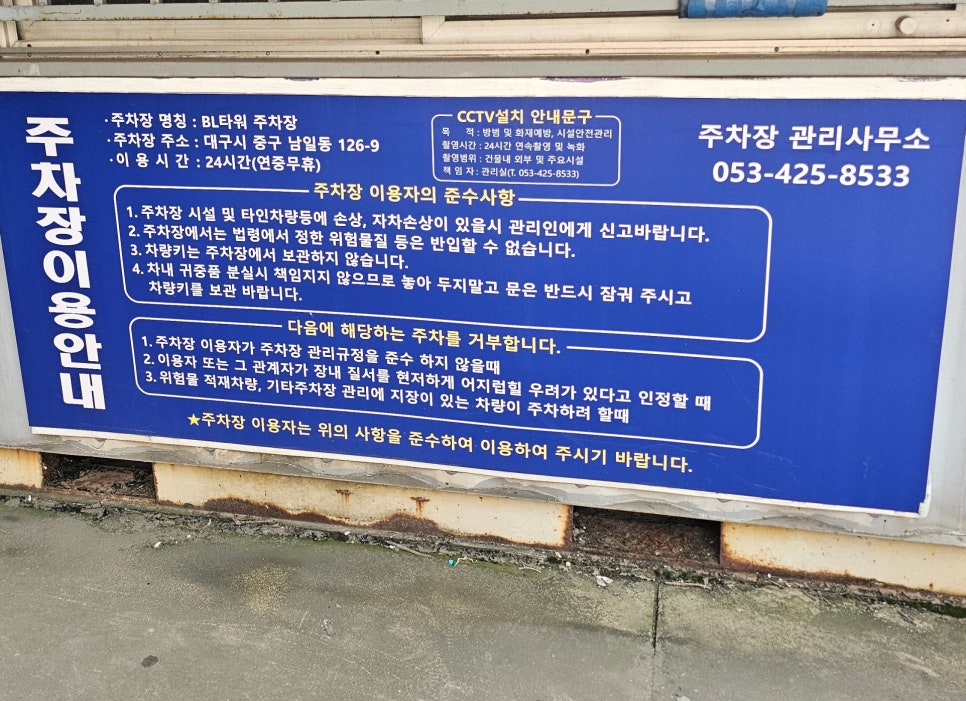 주차장이용안내
· 주차장 명칭 : BL타워 주차장
· 주차장 주소 : 대구시 중구 남일동 126-9
· 이 용 시 간 : 24시간(연중무휴)
CCTV설치 안내문구
목 적 : 방범 및 화재예방, 시설안전관리
촬영시간 : 24시간 연속촬영 및 녹화
촬영범위 : 건물내 외부 및 주요시설
책 임 자 : 관리실(T. 053-425-8533)
주차장 관리사무소
053-425-8533
주차장 이용자의 준수사항
1. 주차장 시설 및 타인차량등에 손상, 자차손상이 있을시 관리인에게 신고바랍니다.
2. 주차장에서는 법령에서 정한 위험물질 등은 반입할 수 없습니다.
3. 차량키는 주차장에서 보관하지 않습니다.
4. 차내 귀중품 분실시 책임지지 않으므로 놓아 두지말고 문은 반드시 잠궈 주시고
차량키를 보관 바랍니다.
다음에 해당하는 주차를 거부합니다.
1. 주차장 이용자가 주차장 관리규정을 준수 하지 않을때
2. 이용자 또는 그 관계자가 장내 질서를 현저하게 어지럽힐 우려가 있다고 인정할 때
3. 위험물 적재차량, 기타주차장 관리에 지장이 있는 차량이 주차하려 할때
★주차장 이용자는 위의 사항을 준수하여 이용하여 주시기 바랍니다.